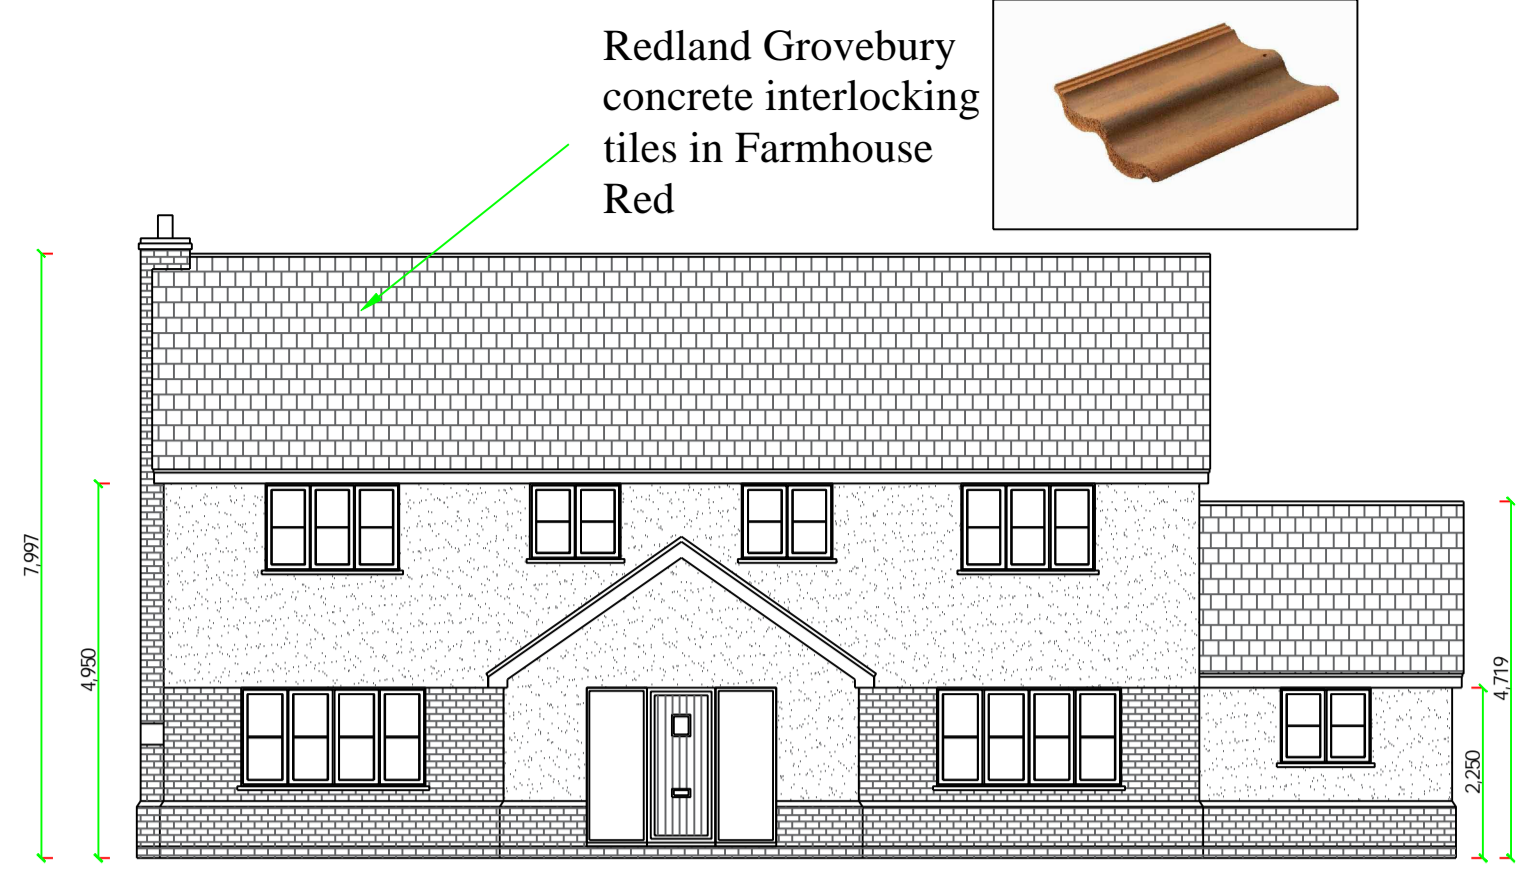 Redland Grovebury
concrete interlocking
tiles in Farmhouse
Red
7,997
4,950
4,719
2,250